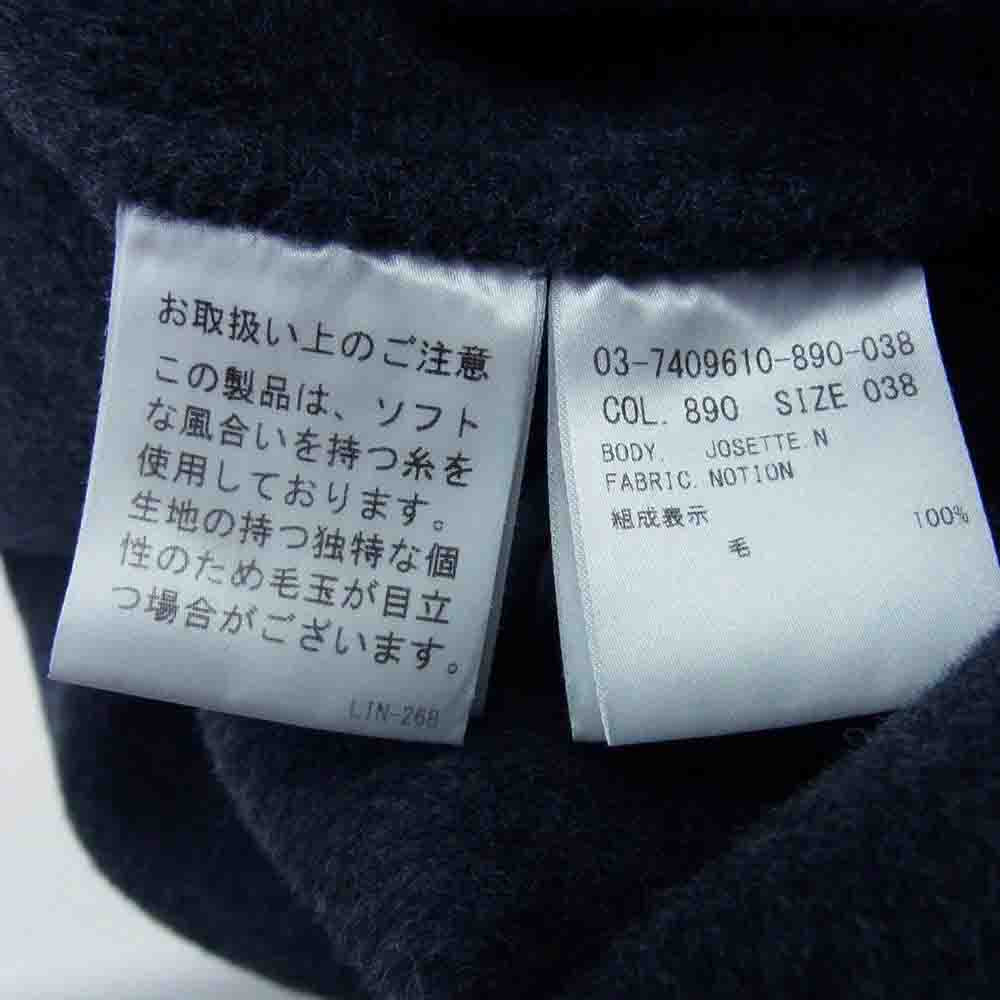 お取扱い上のご注意
この製品は、ソフト
な風合いを持つ糸を
使用しております。
生地の持つ独特な個
性のため毛玉が目立
つ場合がございます。
LIN-268
03-7409610-890-038
COL. 890 SIZE 038
BODY. JOSETTE.N
FABRIC.NOTION
組成表示
毛 100%